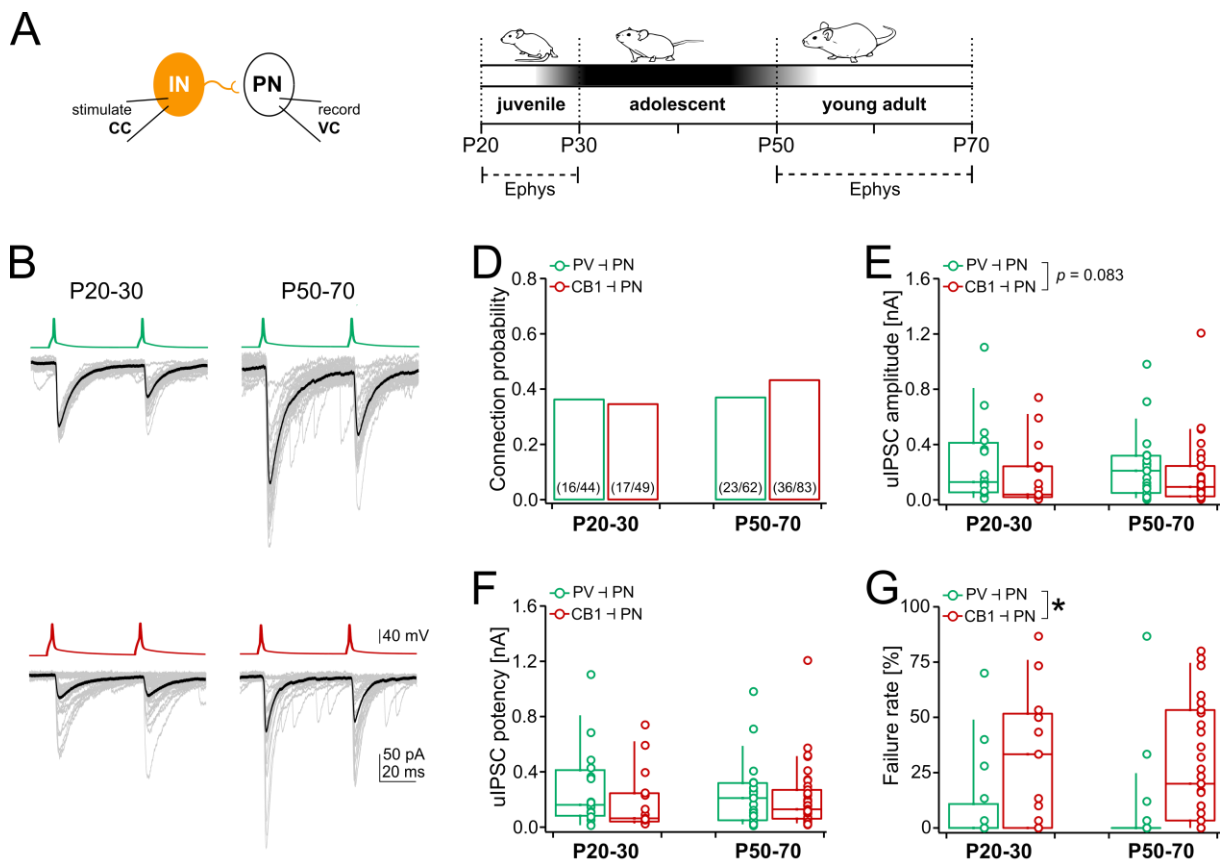 A
IN
PN
stimulate
CC
record
VC
juvenile
adolescent
young adult
P20
P30
P50
P70
Ephys
Ephys
B
P20-30
P50-70
40 mV
50 pA
20 ms
D
PV ⊣ PN
CB1 ⊣ PN
Connection probability
0.8
0.6
0.4
0.2
0.0
(16/44)
(17/49)
(23/62)
(36/83)
P20-30
P50-70
E
PV ⊣ PN
CB1 ⊣ PN
p = 0.083
uIPSC amplitude [nA]
1.6
1.2
0.8
0.4
0.0
P20-30
P50-70
F
PV ⊣ PN
CB1 ⊣ PN
uIPSC potency [nA]
1.6
1.2
0.8
0.4
0.0
P20-30
P50-70
G
PV ⊣ PN
CB1 ⊣ PN
*
Failure rate [%]
100
75
50
25
0
P20-30
P50-70